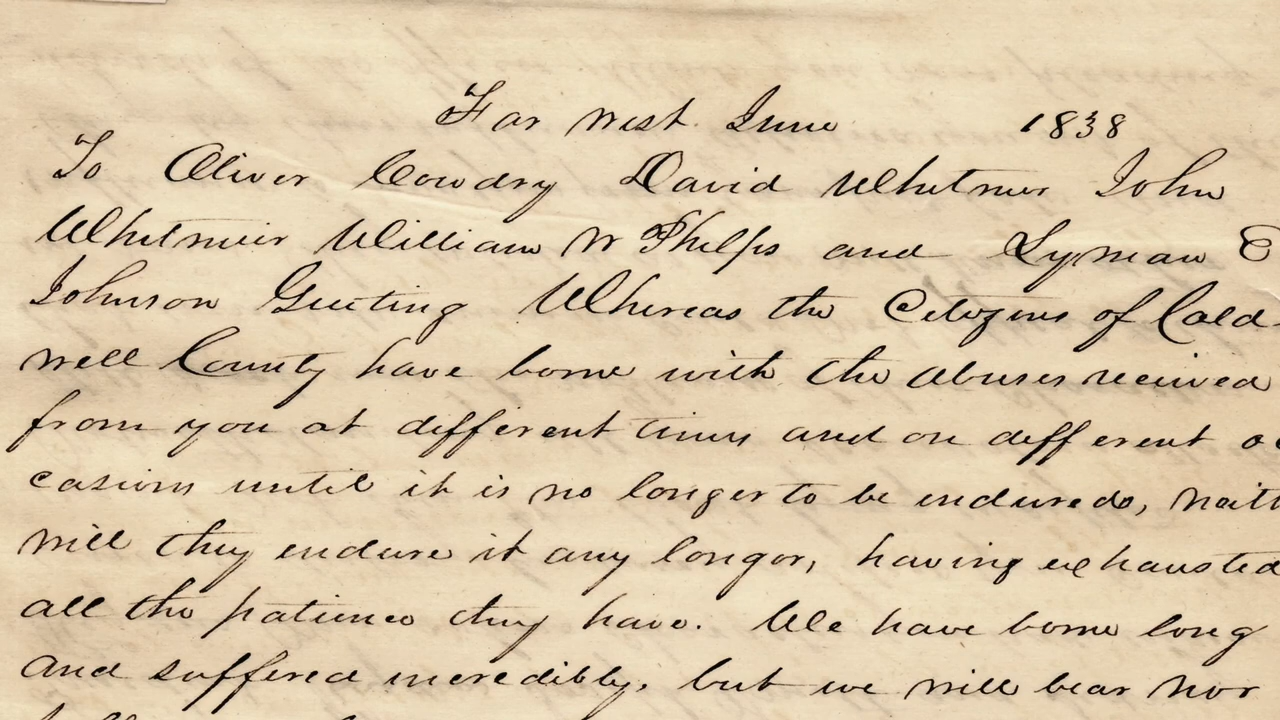 Far west June 1838
To Oliver Cowdry David Whitmer John
Whitmeir William W Phelps and Lyman E
Johnson Greeting Whereas the Citizens of Cald
well County have borne with the abuses received
from you at different times and on different oc
casions until it is no longer to be endured,
will they endure it any longer, having exhausted
all the patience they have. We have borne long
and suffered incredibly, but we will bear nor